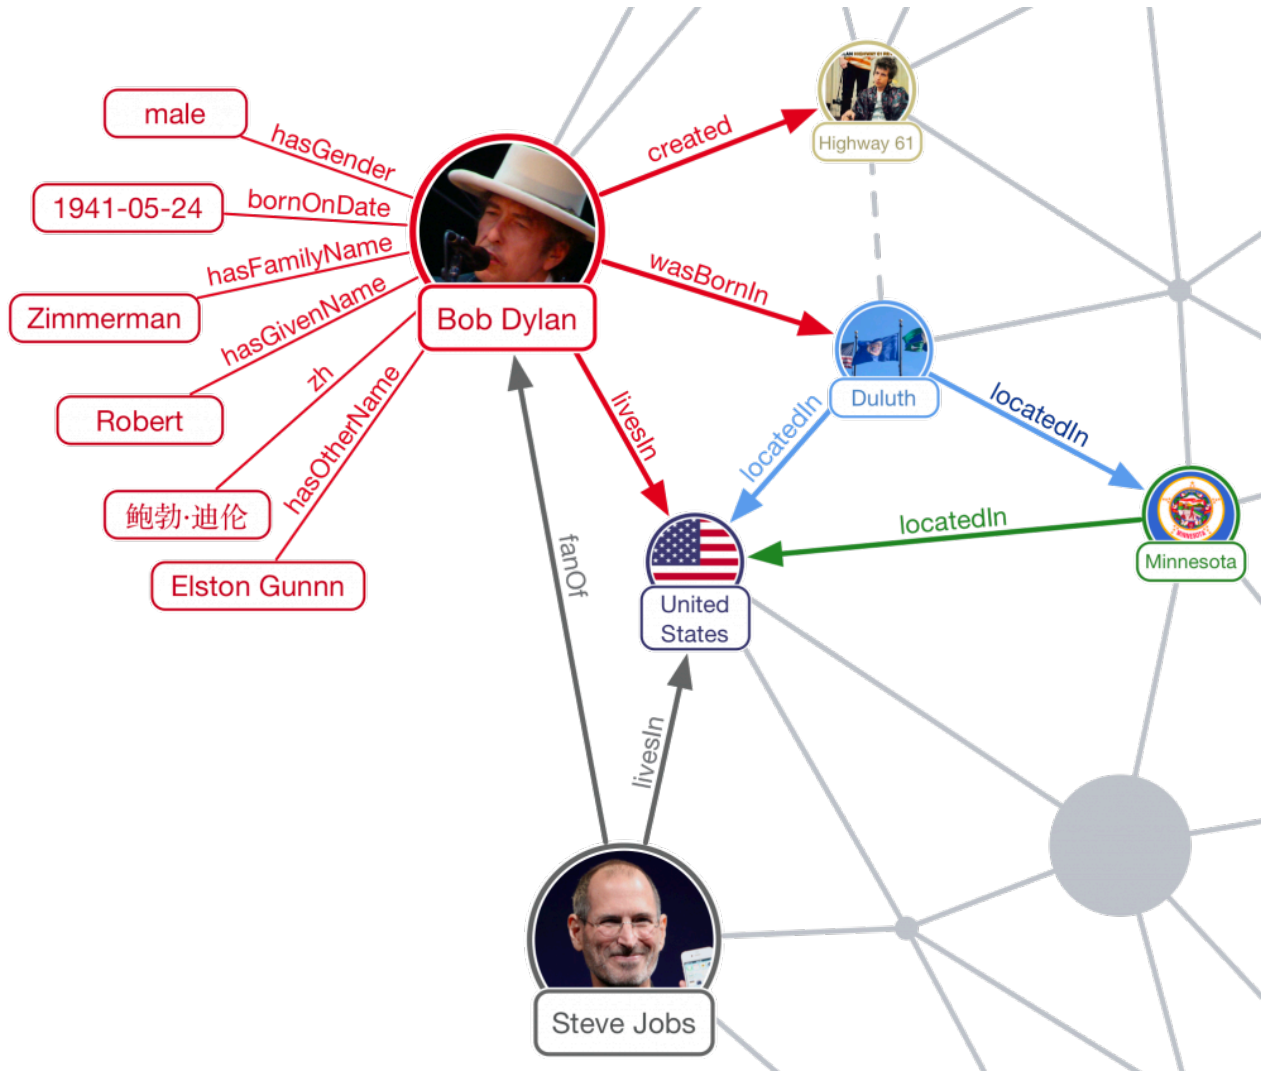 male
hasGender
1941-05-24
bornOnDate
hasFamilyName
Zimmerman
hasGivenName
Robert
zh
鲍勃·迪伦
hasOtherName
Elston Gunnn
Bob Dylan
created
Highway 61
wasBornIn
Duluth
livesIn
locatedIn
locatedIn
locatedIn
Minnesota
United
States
fanOf
livesIn
Steve Jobs